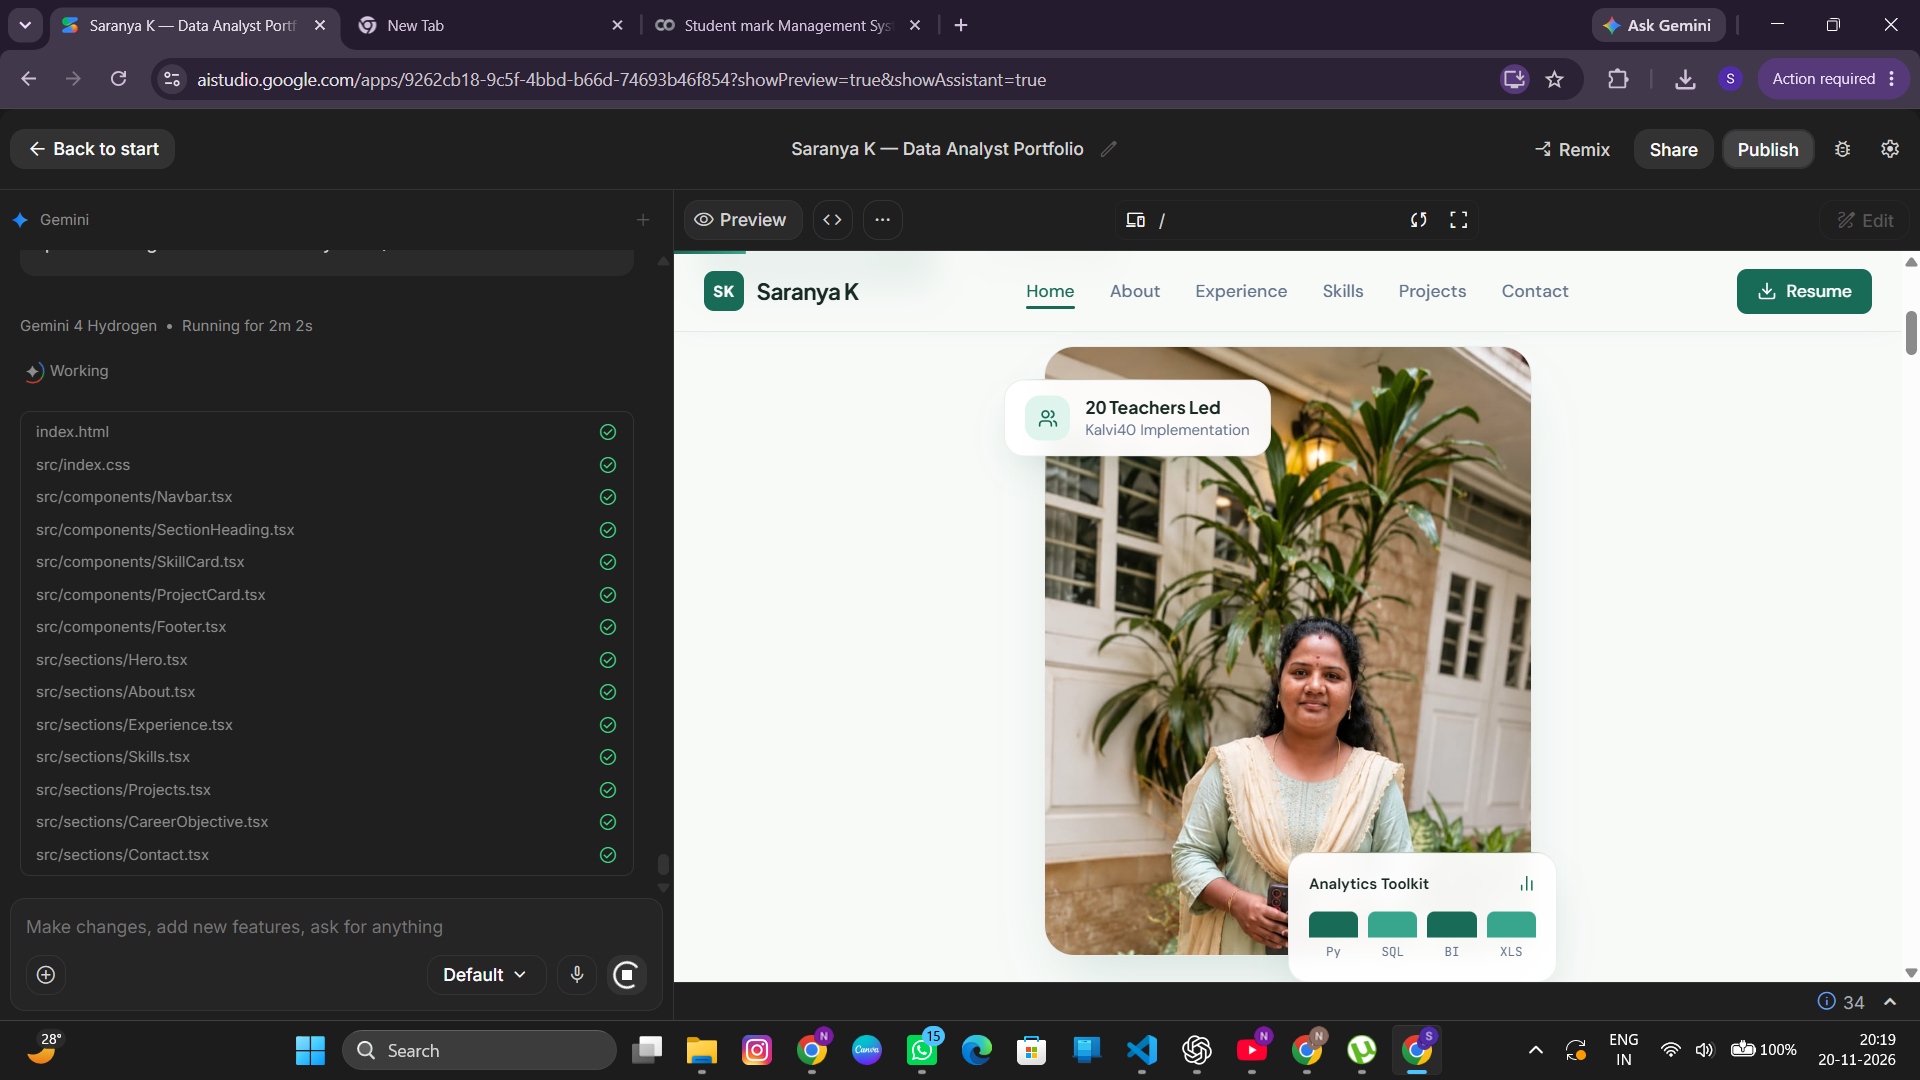 Saranya K — Data Analyst Portf
New Tab
Student mark Management Sys
Ask Gemini
aistudio.google.com/apps/9262cb18-9c5f-4bbd-b66d-74693b46f854?showPreview=true&showAssistant=true
S
Action required
Back to start
Saranya K — Data Analyst Portfolio
Remix
Share
Publish
Gemini
Preview
/
Edit
Gemini 4 Hydrogen • Running for 2m 2s
Working
index.html
src/index.css
src/components/Navbar.tsx
src/components/SectionHeading.tsx
src/components/SkillCard.tsx
src/components/ProjectCard.tsx
src/components/Footer.tsx
src/sections/Hero.tsx
src/sections/About.tsx
src/sections/Experience.tsx
src/sections/Skills.tsx
src/sections/Projects.tsx
src/sections/CareerObjective.tsx
src/sections/Contact.tsx
Make changes, add new features, ask for anything
Default
SK
Saranya K
Home
About
Experience
Skills
Projects
Contact
Resume
20 Teachers Led
Kalvi40 Implementation
Analytics Toolkit
Py
SQL
BI
XLS
34
28°
Search
N
Canva
15
N
N
S
ENG
IN
100%
20:19
20-11-2026